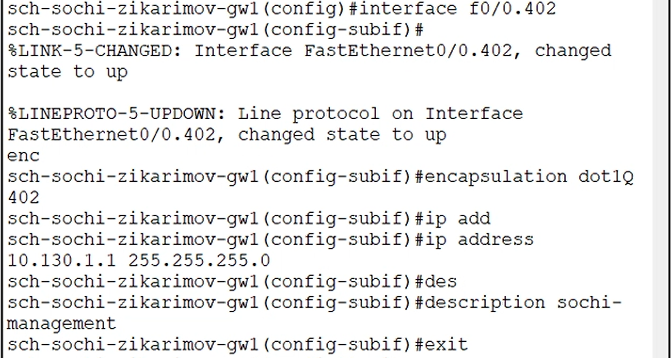 sch-sochi-zikarimov-gw1(config)#interface f0/0.402
sch-sochi-zikarimov-gw1(config-subif)#
%LINK-5-CHANGED: Interface FastEthernet0/0.402, changed
state to up

%LINEPROTO-5-UPDOWN: Line protocol on Interface
FastEthernet0/0.402, changed state to up
enc
sch-sochi-zikarimov-gw1(config-subif)#encapsulation dot1Q
402
sch-sochi-zikarimov-gw1(config-subif)#ip add
sch-sochi-zikarimov-gw1(config-subif)#ip address
10.130.1.1 255.255.255.0
sch-sochi-zikarimov-gw1(config-subif)#des
sch-sochi-zikarimov-gw1(config-subif)#description sochi-
management
sch-sochi-zikarimov-gw1(config-subif)#exit